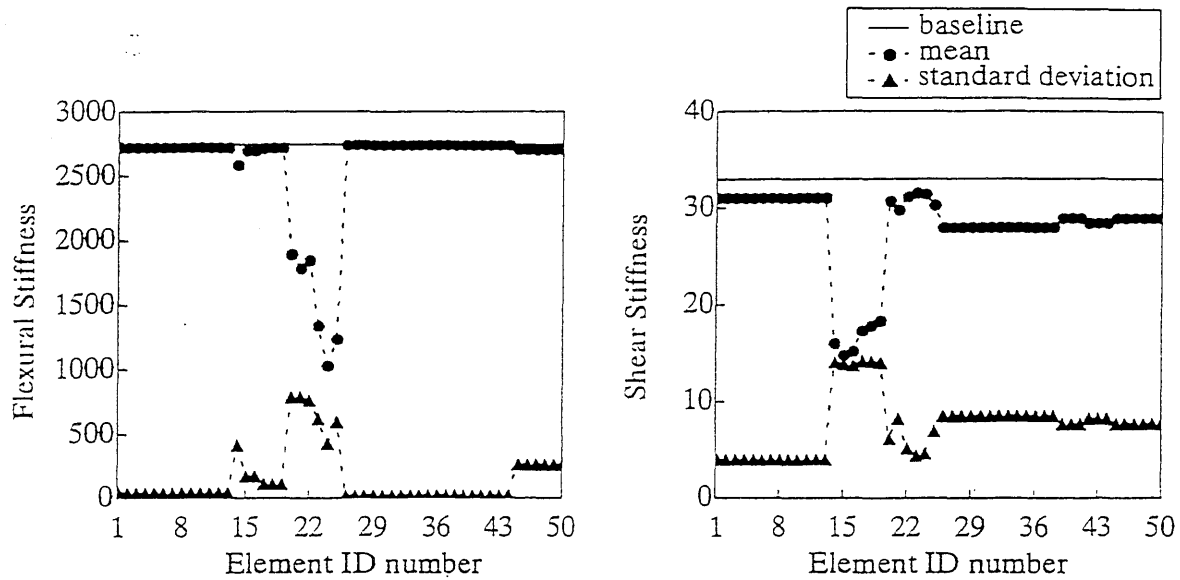 baseline
mean
standard deviation
3000
2500
2000
1500
1000
500
0
Flexural Stiffness
1 8 15 22 29 36 43 50
Element ID number
40
30
20
10
0
Shear Stiffness
1 8 15 22 29 36 43 50
Element ID number